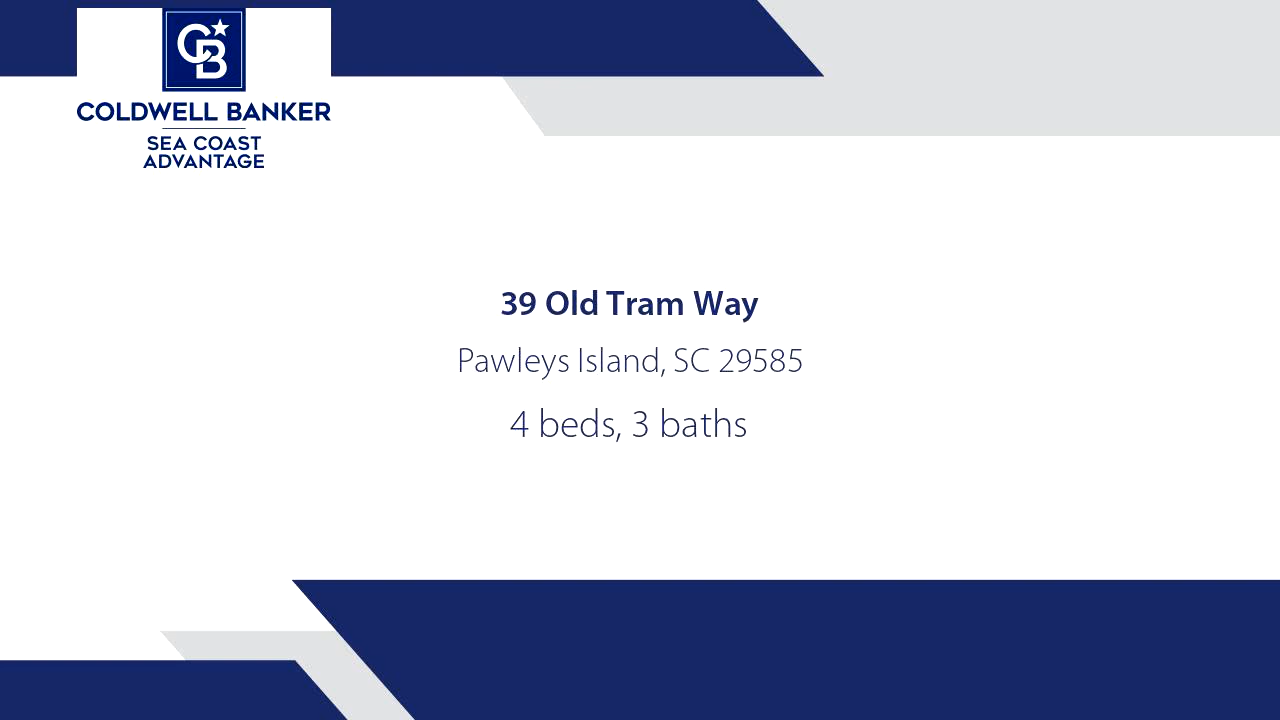 CB
COLDWELL BANKER
SEA COAST
ADVANTAGE
39 Old Tram Way
Pawleys Island, SC 29585
4 beds, 3 baths